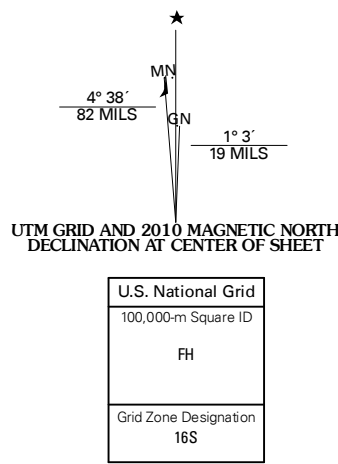 ★
MN
4° 38´
82 MILS
GN
1° 3´
19 MILS
UTM GRID AND 2010 MAGNETIC NORTH
DECLINATION AT CENTER OF SHEET
U.S. National Grid
100,000-m Square ID
FH
Grid Zone Designation
16S